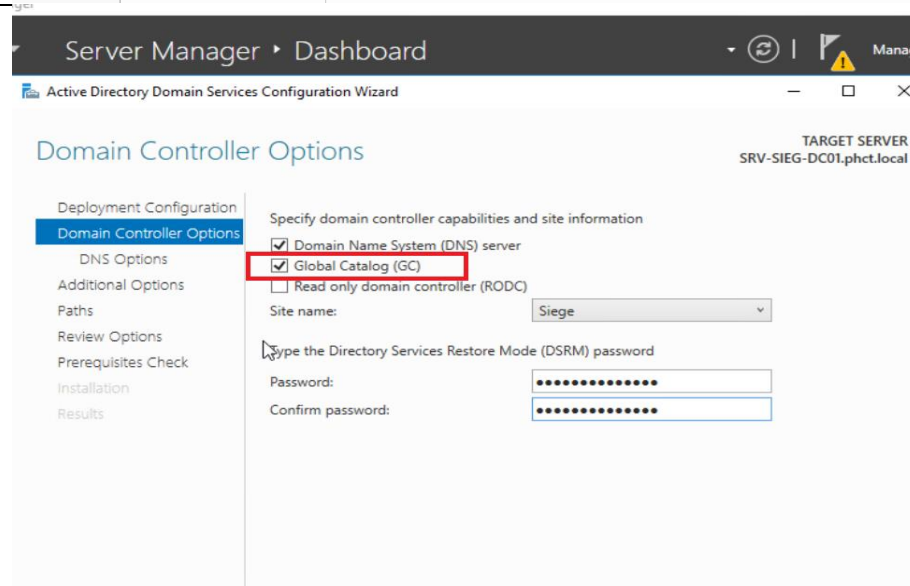 Server Manager ‣ Dashboard
Mana
Active Directory Domain Services Configuration Wizard
Domain Controller Options
TARGET SERVER
SRV-SIEG-DC01.phct.local
Deployment Configuration
Domain Controller Options
DNS Options
Additional Options
Paths
Review Options
Prerequisites Check
Installation
Results
Specify domain controller capabilities and site information
Domain Name System (DNS) server
Global Catalog (GC)
Read only domain controller (RODC)
Site name: Siege
Type the Directory Services Restore Mode (DSRM) password
Password: ••••••••••••••
Confirm password: ••••••••••••••